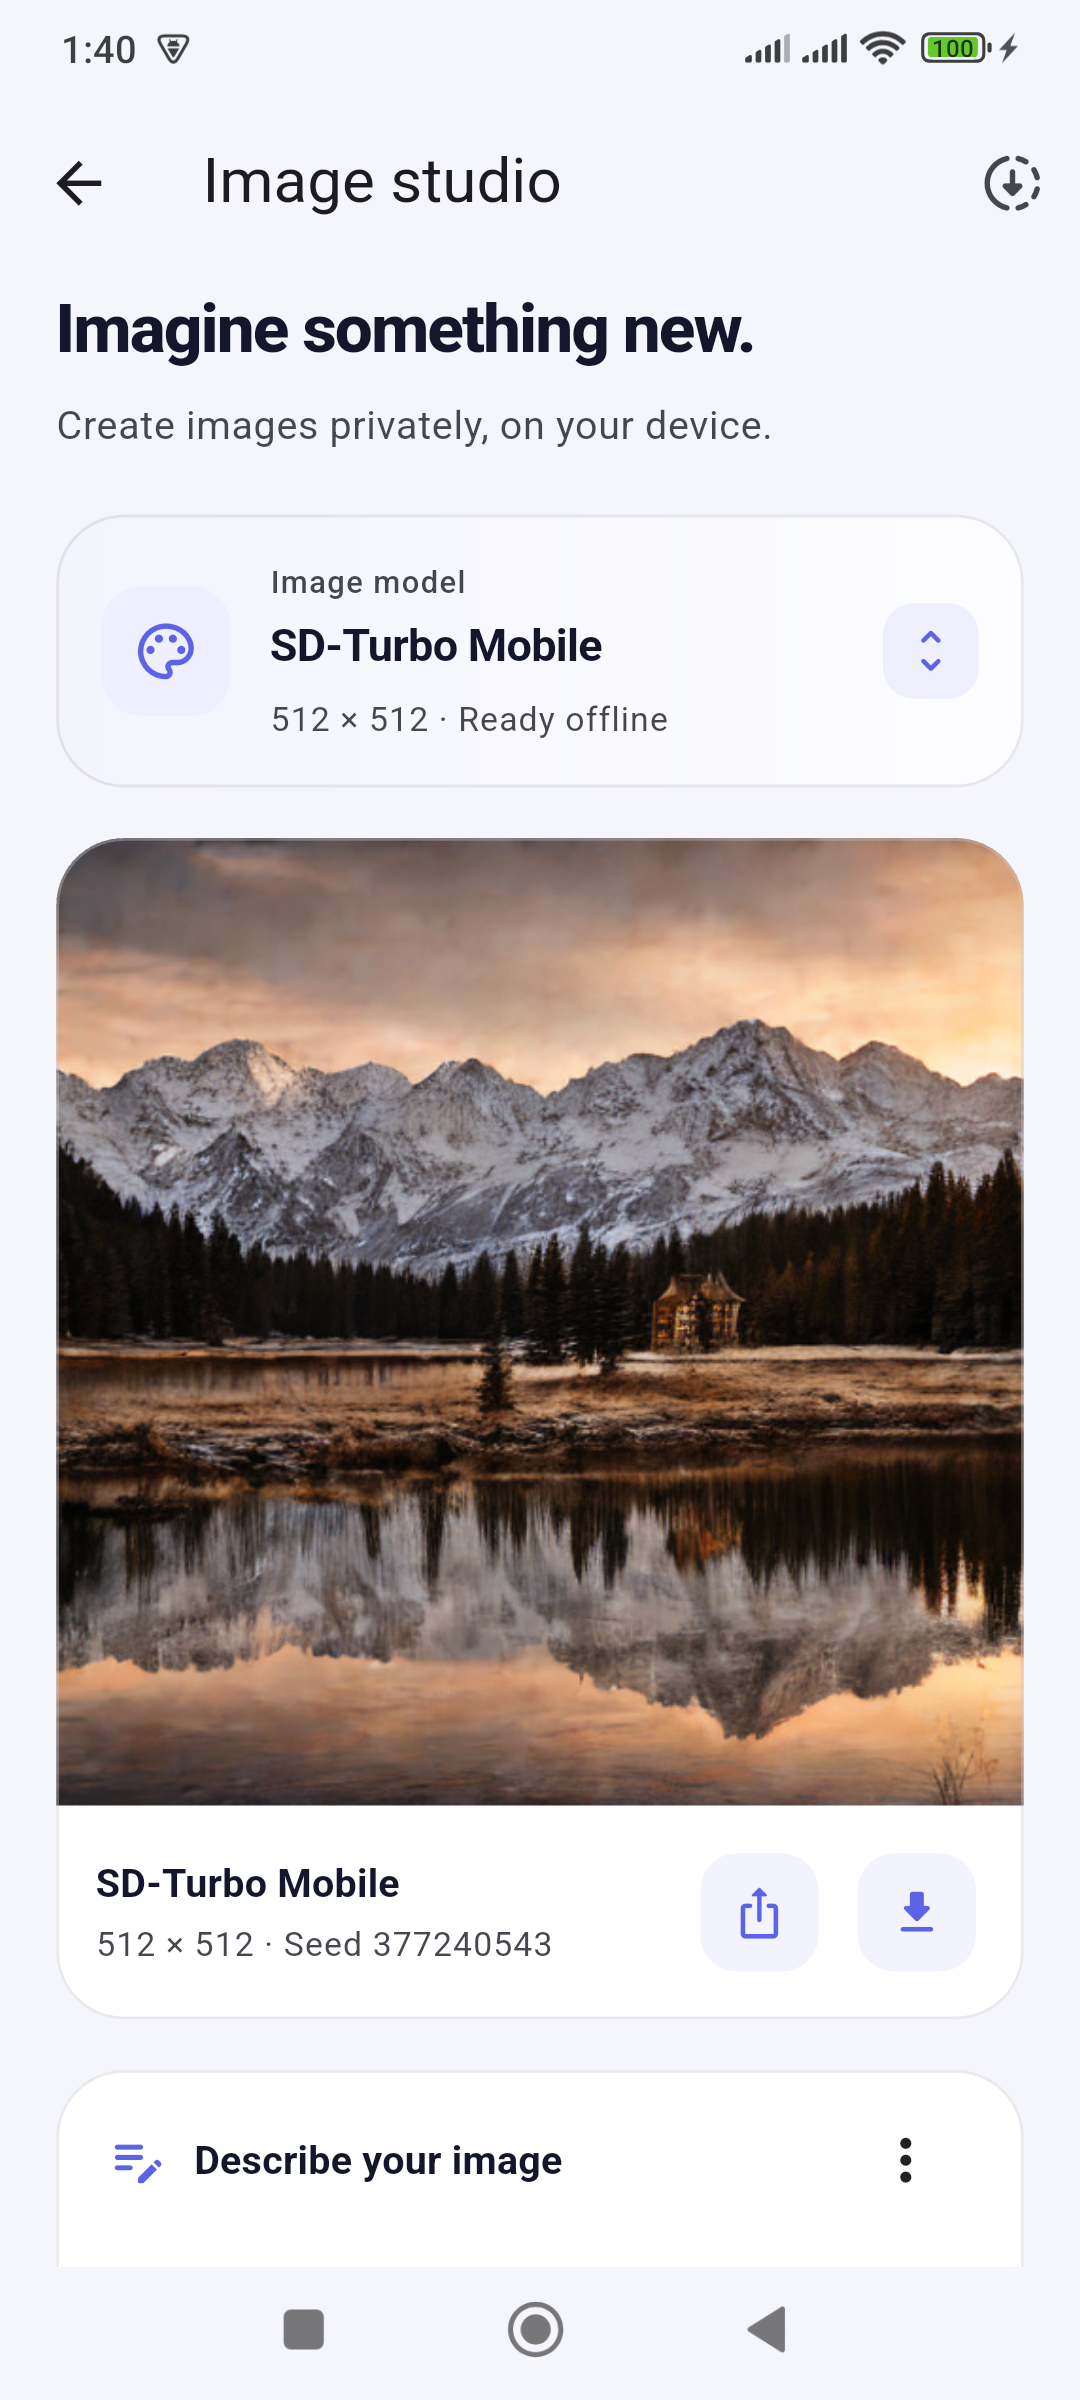 1:40
100
Image studio
Imagine something new.
Create images privately, on your device.
Image model
SD-Turbo Mobile
512 × 512 · Ready offline
SD-Turbo Mobile
512 × 512 · Seed 377240543
Describe your image